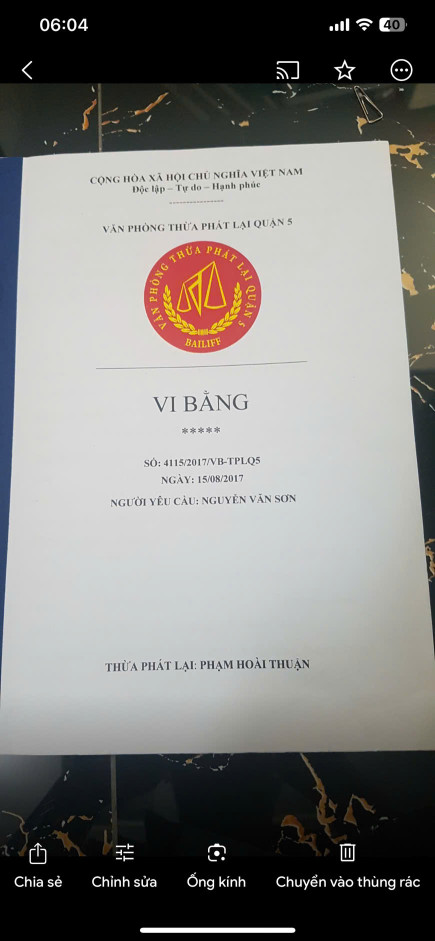 06:04
40
CỘNG HÒA XÃ HỘI CHỦ NGHĨA VIỆT NAM
Độc lập – Tự do – Hạnh phúc
VĂN PHÒNG THỪA PHÁT LẠI QUẬN 5
VĂN PHÒNG THỪA PHÁT LẠI QUẬN 5
BAILIFF
VI BẰNG
*****
SỐ: 4115/2017/VB-TPLQ5
NGÀY: 15/08/2017
NGƯỜI YÊU CẦU: NGUYỄN VĂN SƠN
THỪA PHÁT LẠI: PHẠM HOÀI THUẬN
Chia sẻ Chỉnh sửa Ống kính Chuyển vào thùng rác